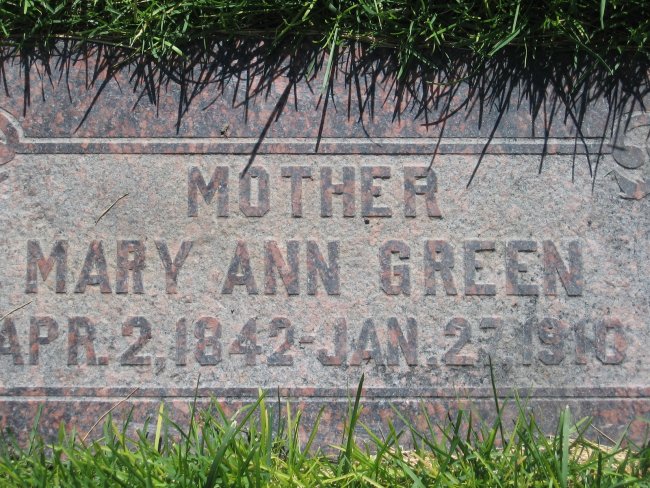 MOTHER
MARY ANN GREEN
APR. 2, 1842-JAN. 27, 1910